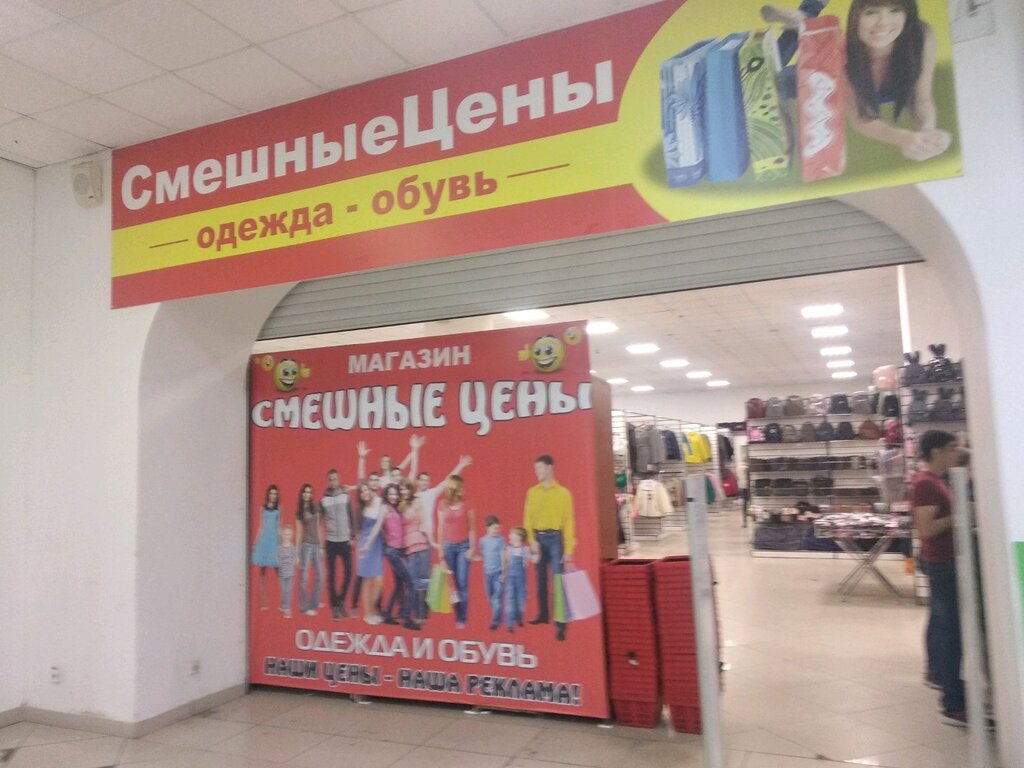 СмешныеЦены
одежда - обувь
МАГАЗИН
СМЕШНЫЕ ЦЕНЫ
ОДЕЖДА И ОБУВЬ
НАШИ ЦЕНЫ - НАША РЕКЛАМА!